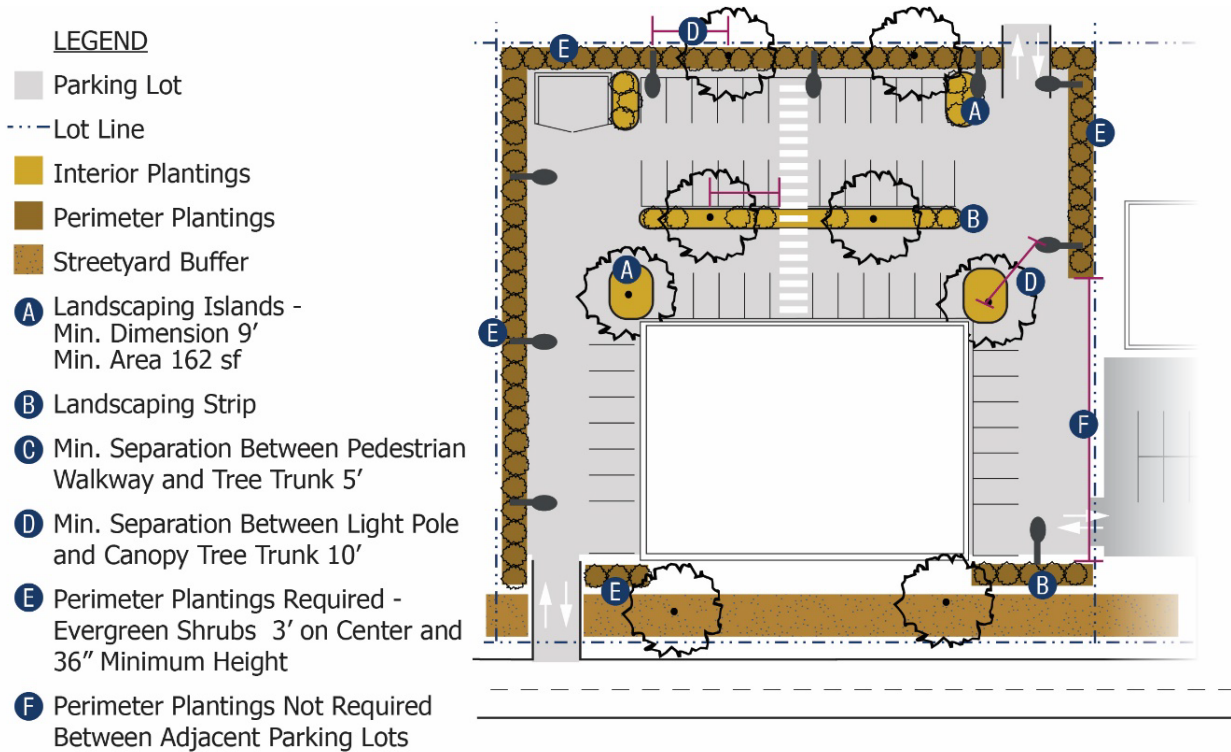 LEGEND
Parking Lot
Lot Line
Interior Plantings
Perimeter Plantings
Streetyard Buffer
A Landscaping Islands -
Min. Dimension 9′
Min. Area 162 sf
B Landscaping Strip
C Min. Separation Between Pedestrian
Walkway and Tree Trunk 5′
D Min. Separation Between Light Pole
and Canopy Tree Trunk 10′
E Perimeter Plantings Required -
Evergreen Shrubs 3′ on Center and
36″ Minimum Height
F Perimeter Plantings Not Required
Between Adjacent Parking Lots
D
E
A
E
B
A
D
E
F
E
B